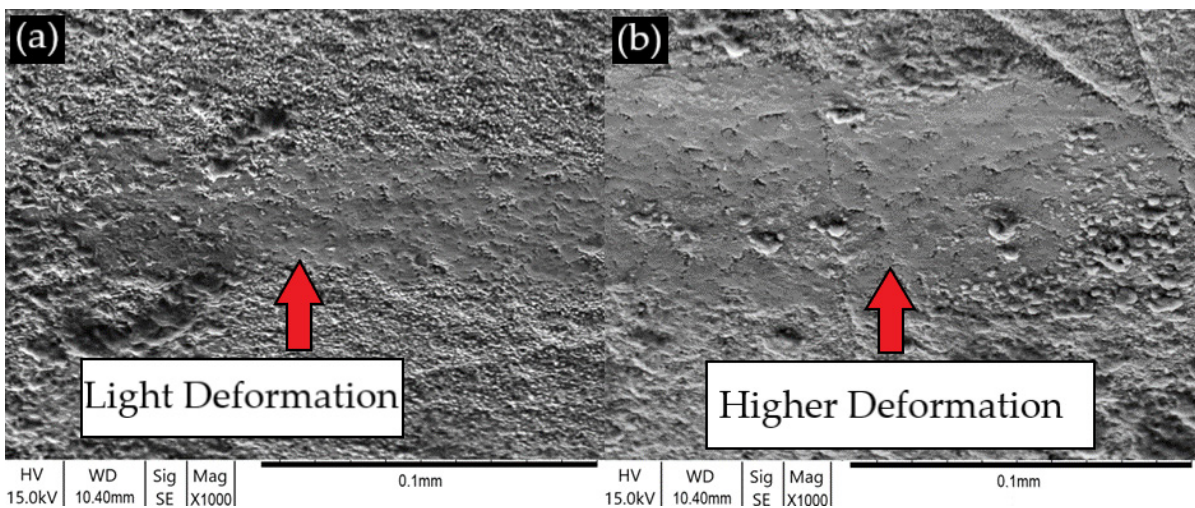 (a)
Light Deformation
HV WD Sig Mag 0.1mm
15.0kV 10.40mm SE X1000
(b)
Higher Deformation
HV WD Sig Mag 0.1mm
15.0kV 10.40mm SE X1000